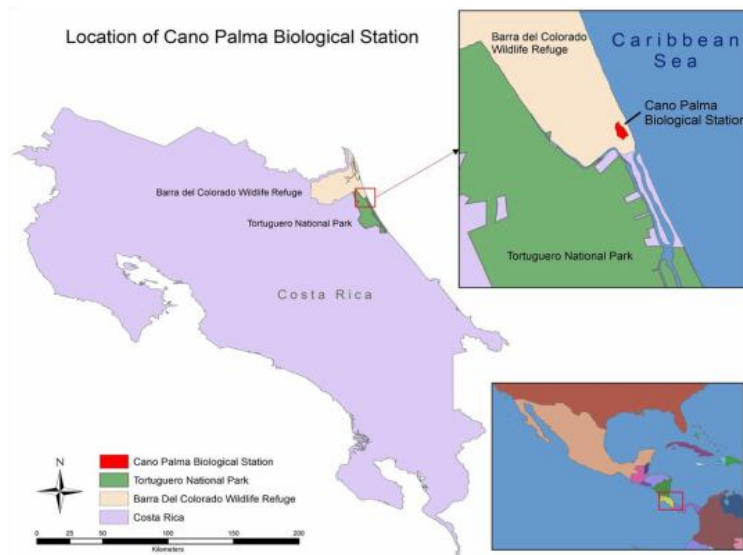 Location of Cano Palma Biological Station
Barra del Colorado
Wildlife Refuge
Caribbean
Sea
Cano Palma
Biological Station
Tortuguero National Park
Barra del Colorado Wildlife Refuge
Tortuguero National Park
Costa Rica
N
Cano Palma Biological Station
Tortuguero National Park
Barra Del Colorado Wildlife Refuge
Costa Rica
0 50 100 150 200
Kilometers